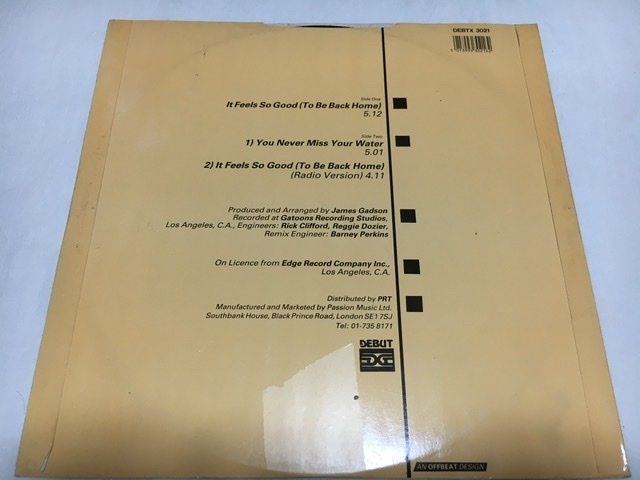 DEBTX 3021
Side One
It Feels So Good (To Be Back Home)
5.12
Side Two
1) You Never Miss Your Water
5.01
2) It Feels So Good (To Be Back Home)
(Radio Version) 4.11
Produced and Arranged by James Gadson
Recorded at Gatoons Recording Studios,
Los Angeles, C.A., Engineers: Rick Clifford, Reggie Dozier,
Remix Engineer: Barney Perkins
On Licence from Edge Record Company Inc.,
Los Angeles, C.A.
Distributed by PRT
Manufactured and Marketed by Passion Music Ltd.
Southbank House, Black Prince Road, London SE1 7SJ
Tel: 01-735 8171
DEBUT
AN OFFBEAT DESIGN